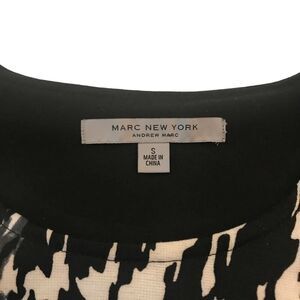 MARC NEW YORK
ANDREW MARC
S
MADE IN
CHINA